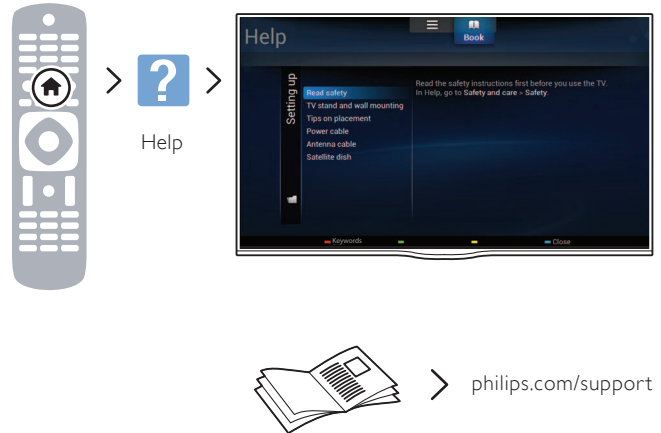 Help
Help
Book
Setting up
Read safety
TV stand and wall mounting
Tips on placement
Power cable
Antenna cable
Satellite dish
Read the safety instructions first before you use the TV.
In Help, go to Safety and care > Safety.
Keywords
Close
philips.com/support